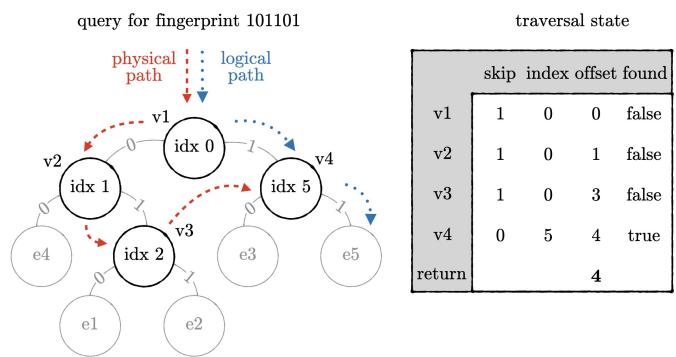 query for fingerprint 101101
physical
path
logical
path
v1
idx 0
0
1
v2
idx 1
v4
idx 5
0
1
0
1
e4
v3
idx 2
e3
e5
0
1
e1
e2
traversal state
skip index offset found
v1 1 0 0 false
v2 1 0 1 false
v3 1 0 3 false
v4 0 5 4 true
return 4